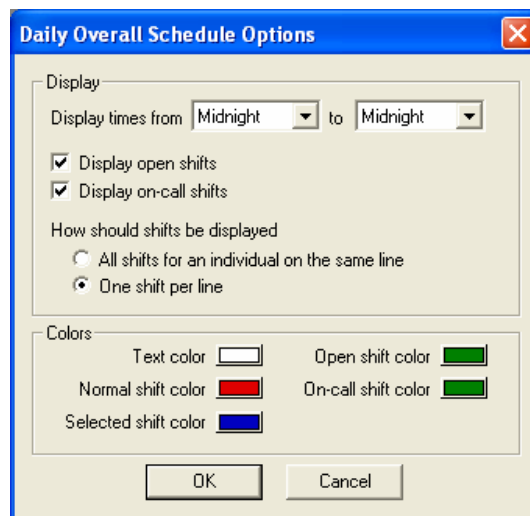 Daily Overall Schedule Options
Display
Display times from Midnight to Midnight
Display open shifts
Display on-call shifts
How should shifts be displayed
All shifts for an individual on the same line
One shift per line
Colors
Text color Open shift color
Normal shift color On-call shift color
Selected shift color
OK Cancel